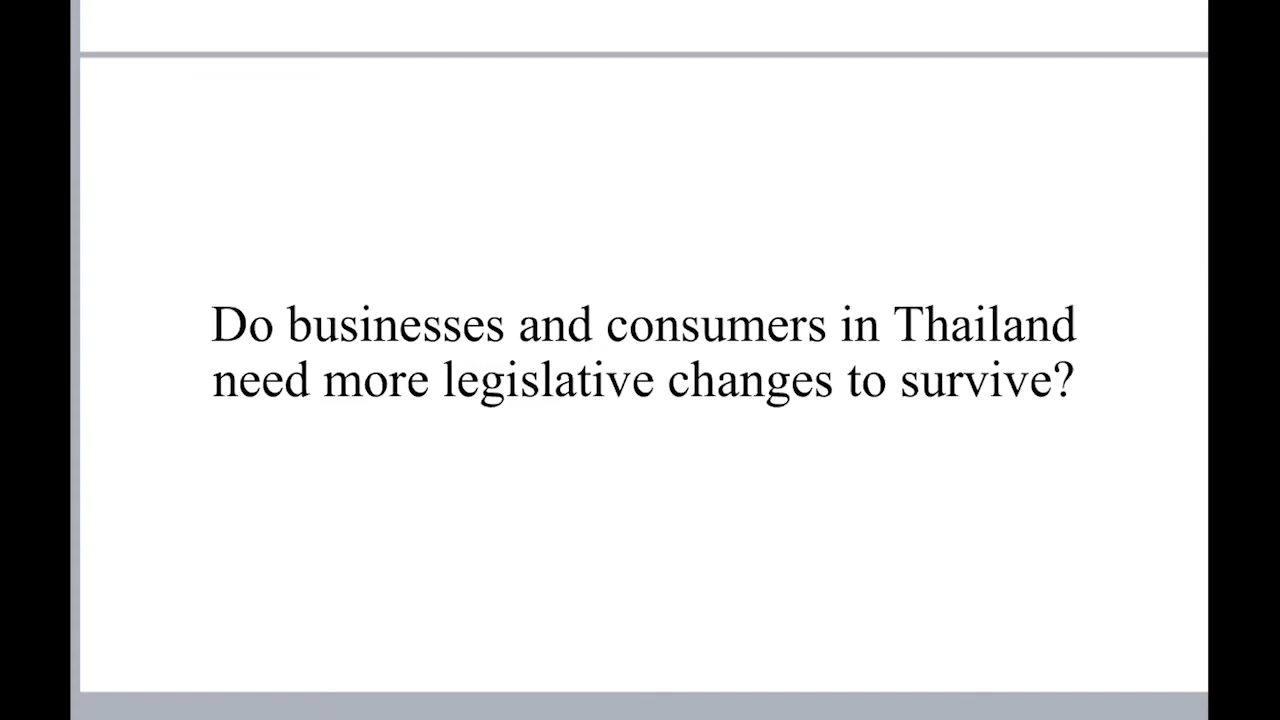 Do businesses and consumers in Thailand
need more legislative changes to survive?